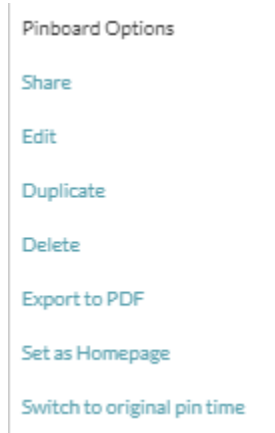 Pinboard Options
Share
Edit
Duplicate
Delete
Export to PDF
Set as Homepage
Switch to original pin time